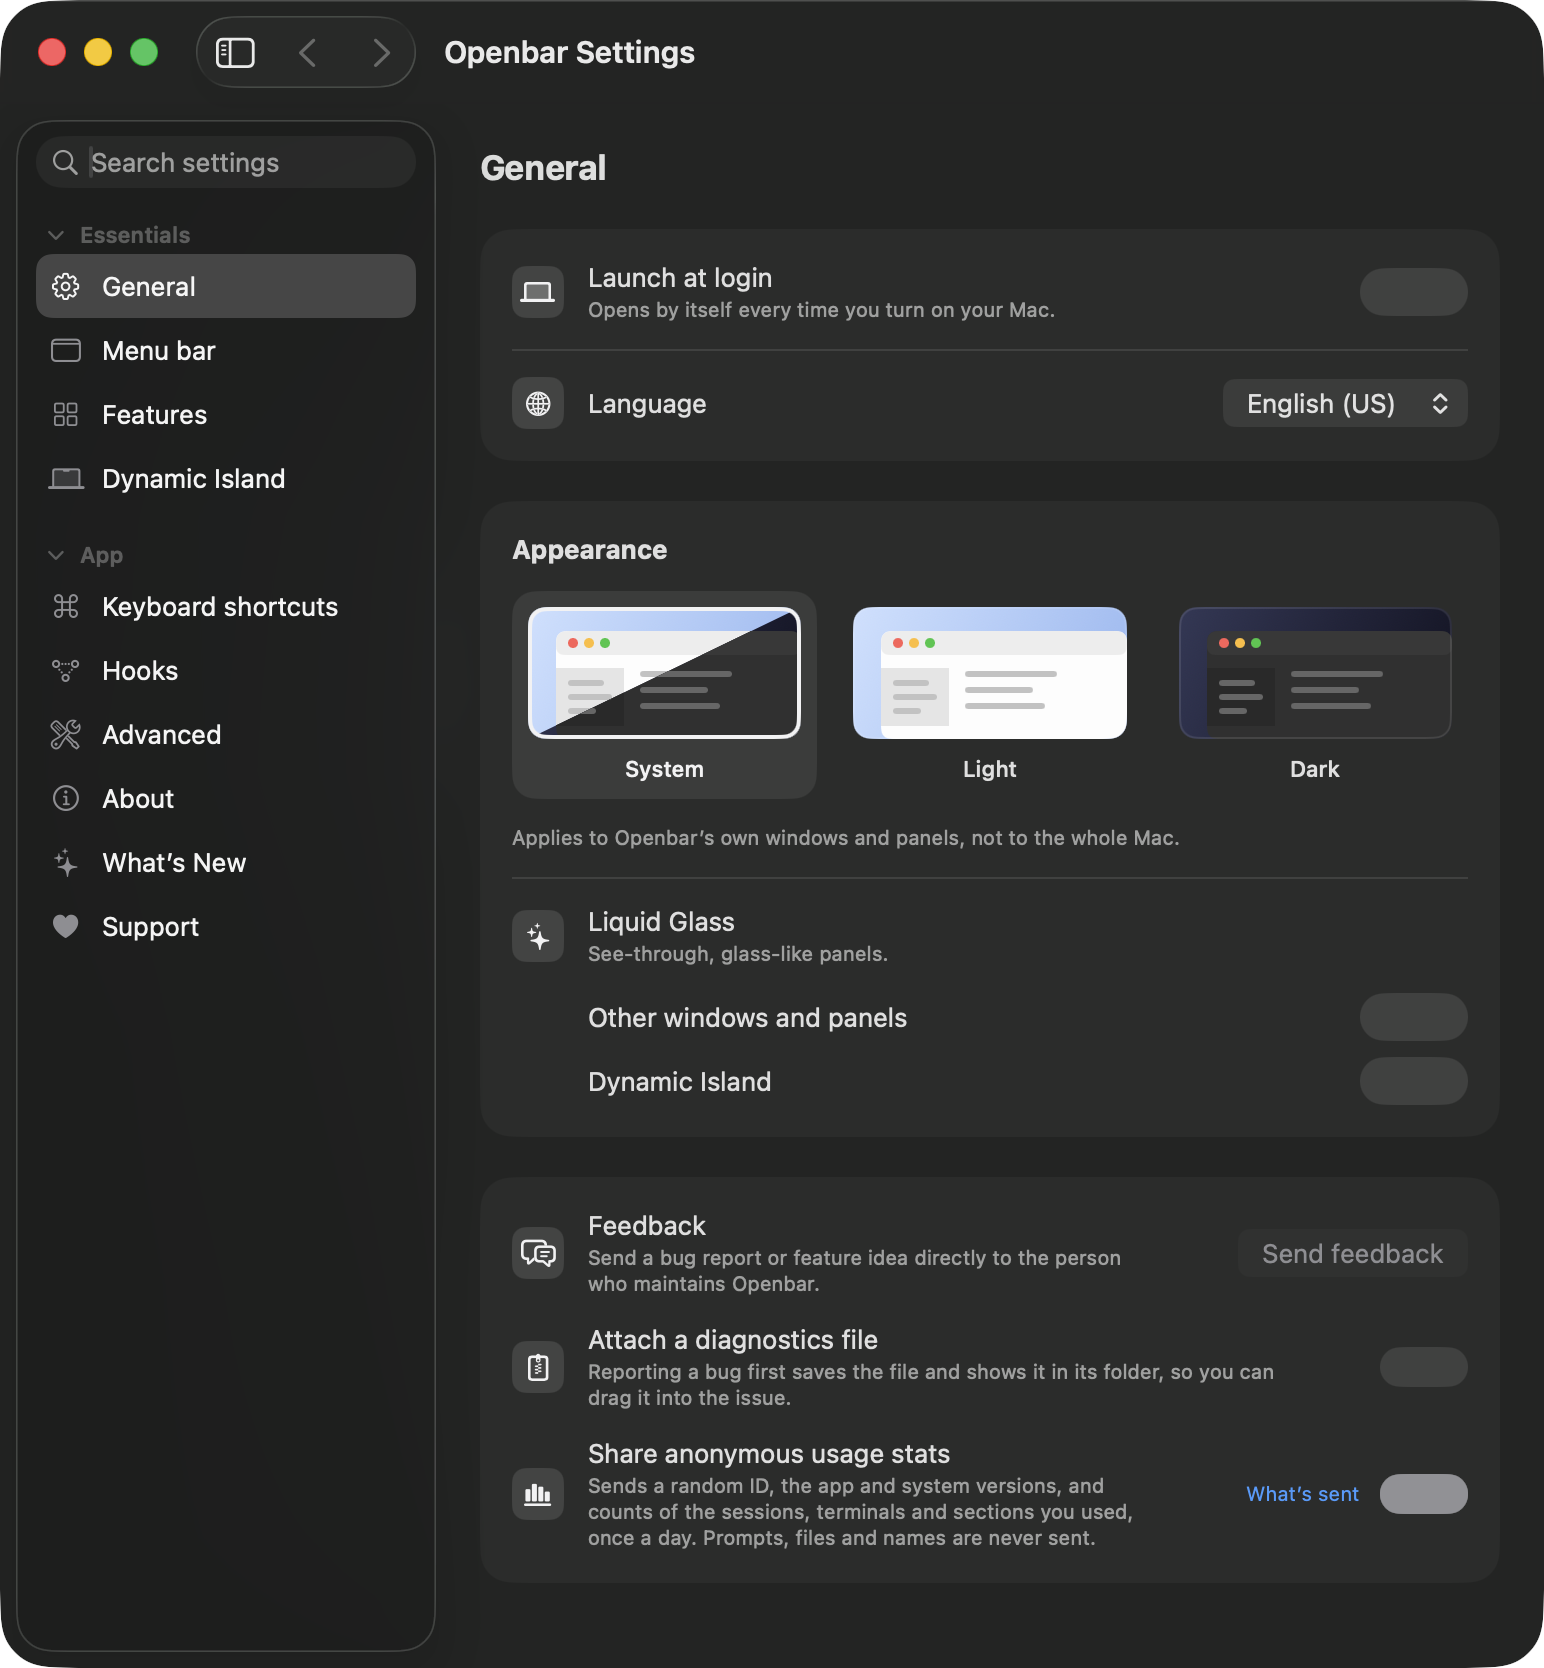 Openbar Settings
Search settings
Essentials
General
Menu bar
Features
Dynamic Island
App
Keyboard shortcuts
Hooks
Advanced
About
What’s New
Support
General
Launch at login
Opens by itself every time you turn on your Mac.
Language
English (US)
Appearance
System
Light
Dark
Applies to Openbar’s own windows and panels, not to the whole Mac.
Liquid Glass
See-through, glass-like panels.
Other windows and panels
Dynamic Island
Feedback
Send a bug report or feature idea directly to the person
who maintains Openbar.
Send feedback
Attach a diagnostics file
Reporting a bug first saves the file and shows it in its folder, so you can
drag it into the issue.
Share anonymous usage stats
Sends a random ID, the app and system versions, and
counts of the sessions, terminals and sections you used,
once a day. Prompts, files and names are never sent.
What’s sent